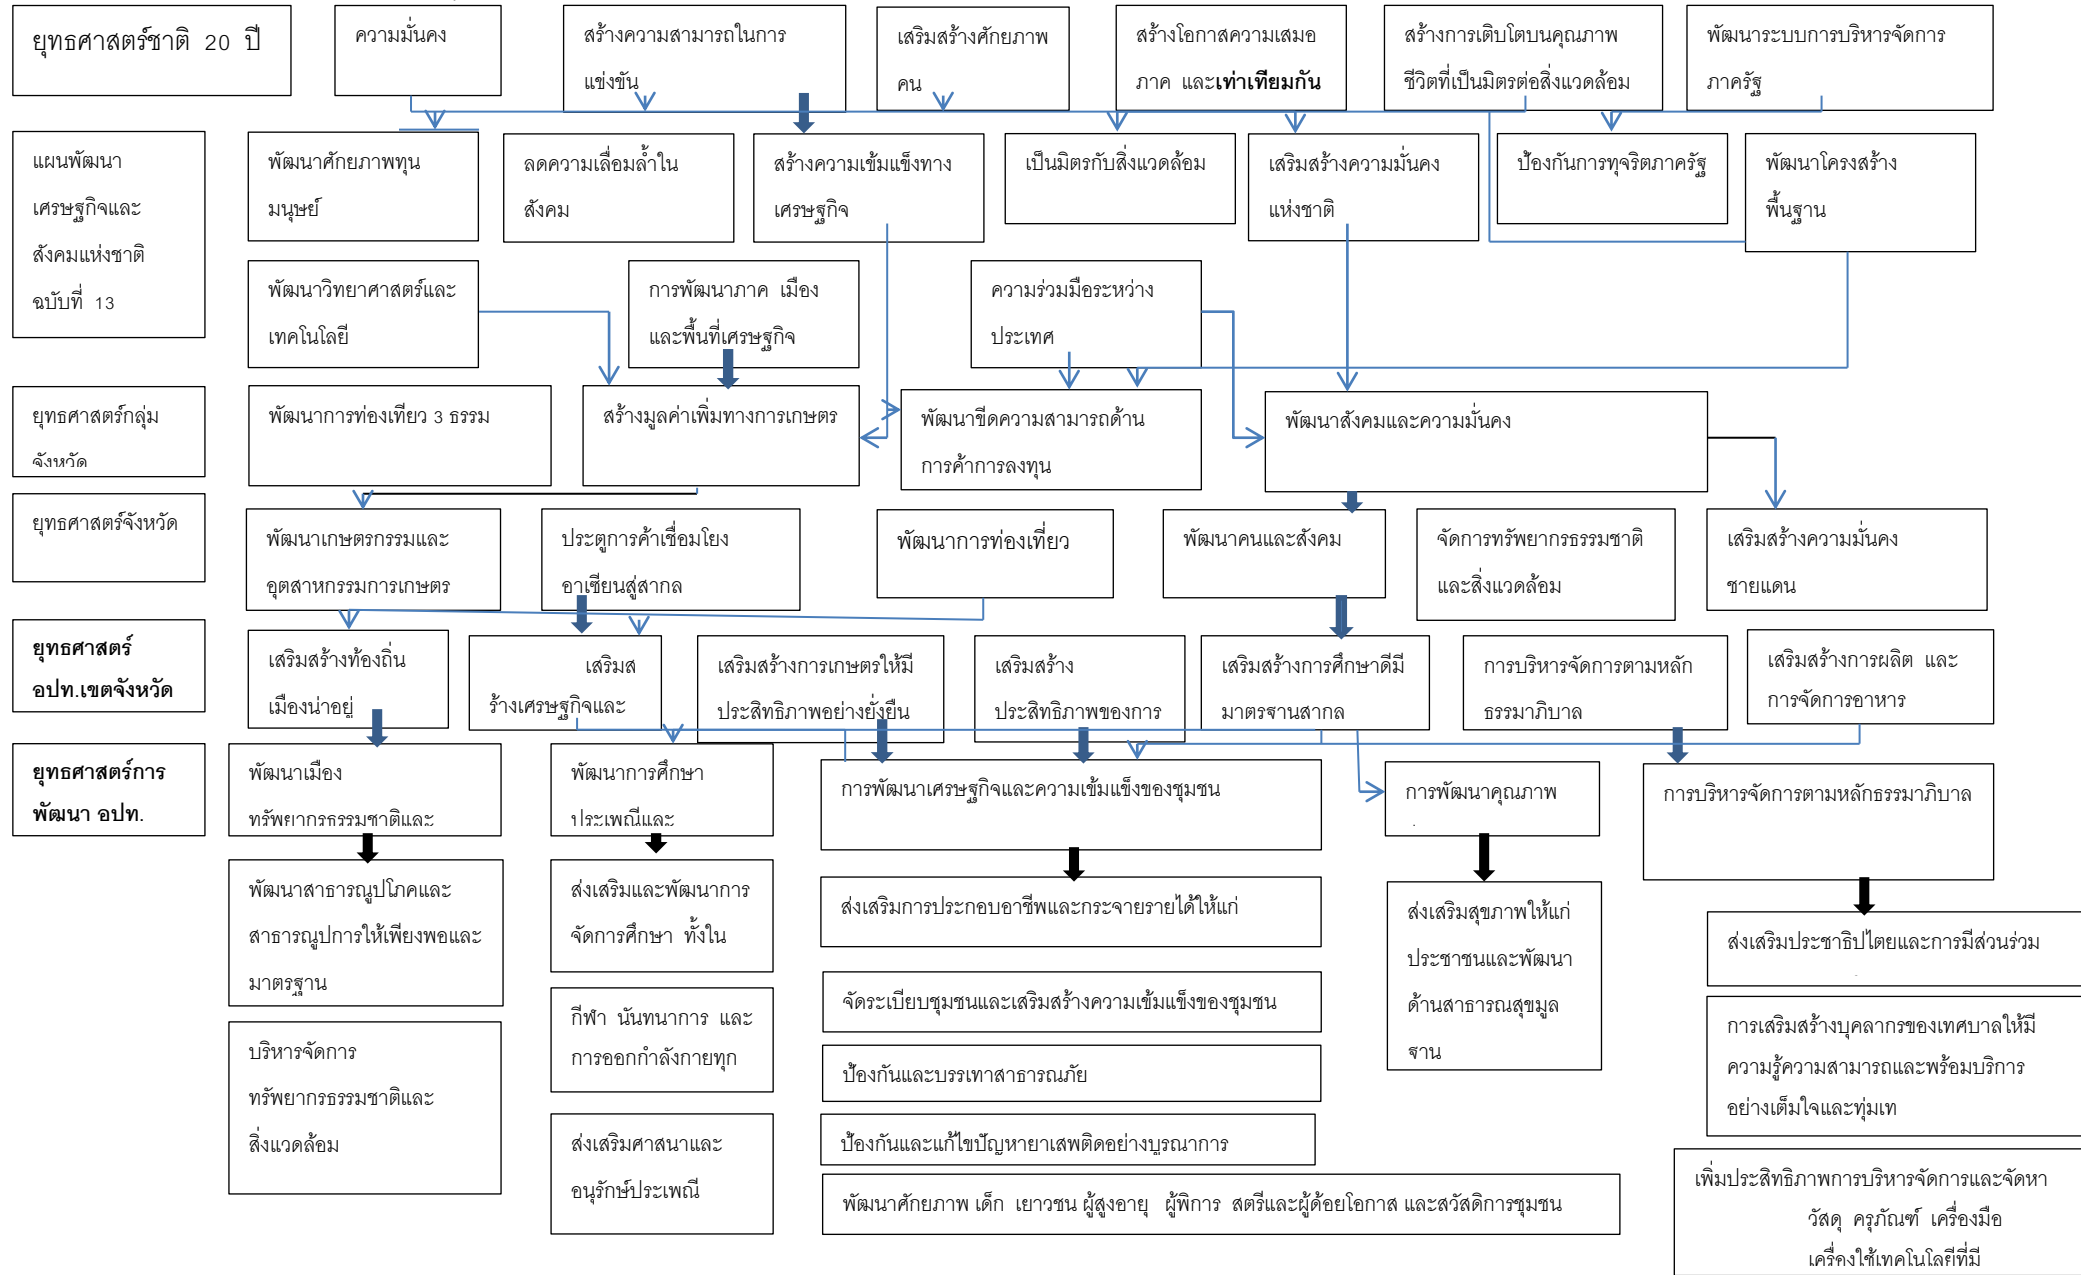 ยุทธศาสตร์ชาติ 20 ปี
ความมั่นคง
สร้างความสามารถในการ
แข่งขัน
เสริมสร้างศักยภาพ
คน
สร้างโอกาสความเสมอ
ภาค และเท่าเทียมกัน
สร้างการเติบโตบนคุณภาพ
ชีวิตที่เป็นมิตรต่อสิ่งแวดล้อม
พัฒนาระบบการบริหารจัดการ
ภาครัฐ
แผนพัฒนา
เศรษฐกิจและ
สังคมแห่งชาติ
ฉบับที่ 13
พัฒนาศักยภาพทุน
มนุษย์
ลดความเลื่อมล้ำใน
สังคม
สร้างความเข้มแข็งทาง
เศรษฐกิจ
เป็นมิตรกับสิ่งแวดล้อม
เสริมสร้างความมั่นคง
แห่งชาติ
ป้องกันการทุจริตภาครัฐ
พัฒนาโครงสร้าง
พื้นฐาน
พัฒนาวิทยาศาสตร์และ
เทคโนโลยี
การพัฒนาภาค เมือง
และพื้นที่เศรษฐกิจ
ความร่วมมือระหว่าง
ประเทศ
ยุทธศาสตร์กลุ่ม
จังหวัด
พัฒนาการท่องเทียว 3 ธรรม
สร้างมูลค่าเพิ่มทางการเกษตร
พัฒนาขีดความสามารถด้าน
การค้าการลงทุน
พัฒนาสังคมและความมั่นคง
ยุทธศาสตร์จังหวัด
พัฒนาเกษตรกรรมและ
อุตสาหกรรมการเกษตร
ประตูการค้าเชื่อมโยง
อาเซียนสู่สากล
พัฒนาการท่องเที่ยว
พัฒนาคนและสังคม
จัดการทรัพยากรธรรมชาติ
และสิ่งแวดล้อม
เสริมสร้างความมั่นคง
ชายแดน
ยุทธศาสตร์
อปท.เขตจังหวัด
เสริมสร้างท้องถิ่น
เมืองน่าอยู่
เสริมส
ร้างเศรษฐกิจและ
เสริมสร้างการเกษตรให้มี
ประสิทธิภาพอย่างยั่งยืน
เสริมสร้าง
ประสิทธิภาพของการ
เสริมสร้างการศึกษาดีมี
มาตรฐานสากล
การบริหารจัดการตามหลัก
ธรรมาภิบาล
เสริมสร้างการผลิต และ
การจัดการอาหาร
ยุทธศาสตร์การ
พัฒนา อปท.
พัฒนาเมือง
ทรัพยากรธรรมชาติและ
พัฒนาการศึกษา
ประเพณีและ
การพัฒนาเศรษฐกิจและความเข้มแข็งของชุมชน
การพัฒนาคุณภาพ
การบริหารจัดการตามหลักธรรมาภิบาล
พัฒนาสาธารณูปโภคและ
สาธารณูปการให้เพียงพอและ
มาตรฐาน
ส่งเสริมและพัฒนาการ
จัดการศึกษา ทั้งใน
ส่งเสริมการประกอบอาชีพและกระจายรายได้ให้แก่
ส่งเสริมสุขภาพให้แก่
ประชาชนและพัฒนา
ด้านสาธารณสุขมูล
ฐาน
ส่งเสริมประชาธิปไตยและการมีส่วนร่วม
จัดระเบียบชุมชนและเสริมสร้างความเข้มแข็งของชุมชน
กีฬา นันทนาการ และ
การออกกำลังกายทุก
การเสริมสร้างบุคลากรของเทศบาลให้มี
ความรู้ความสามารถและพร้อมบริการ
อย่างเต็มใจและทุ่มเท
บริหารจัดการ
ทรัพยากรธรรมชาติและ
สิ่งแวดล้อม
ป้องกันและบรรเทาสาธารณภัย
ป้องกันและแก้ไขปัญหายาเสพติดอย่างบูรณาการ
ส่งเสริมศาสนาและ
อนุรักษ์ประเพณี
พัฒนาศักยภาพ เด็ก เยาวชน ผู้สูงอายุ ผู้พิการ สตรีและผู้ด้อยโอกาส และสวัสดิการชุมชน
เพิ่มประสิทธิภาพการบริหารจัดการและจัดหา
วัสดุ ครุภัณฑ์ เครื่องมือ
เครื่องใช้เทคโนโลยีที่มี